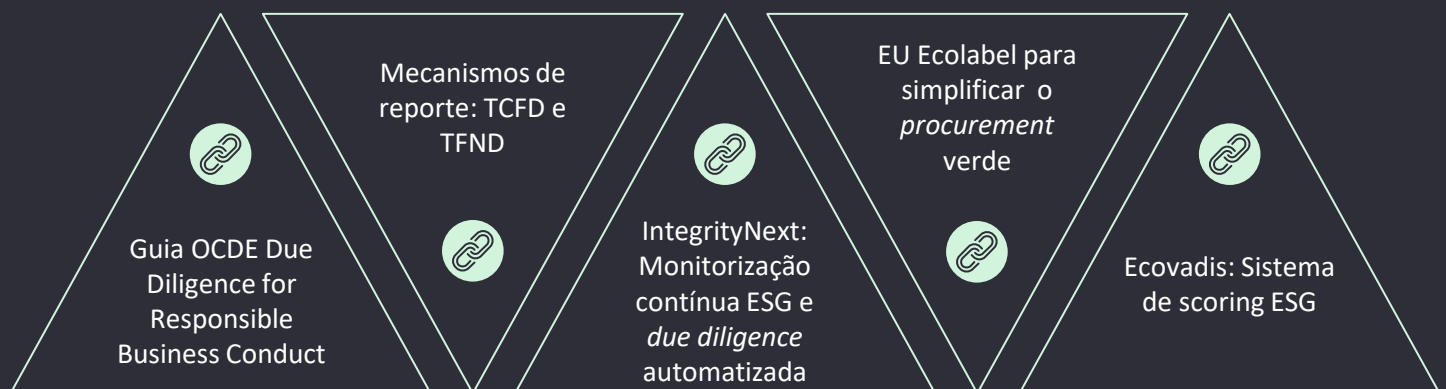 Guia OCDE Due
Diligence for
Responsible
Business Conduct
Mecanismos de
reporte: TCFD e
TFND
IntegrityNext:
Monitorização
contínua ESG e
due diligence
automatizada
EU Ecolabel para
simplificar o
procurement
verde
Ecovadis: Sistema
de scoring ESG